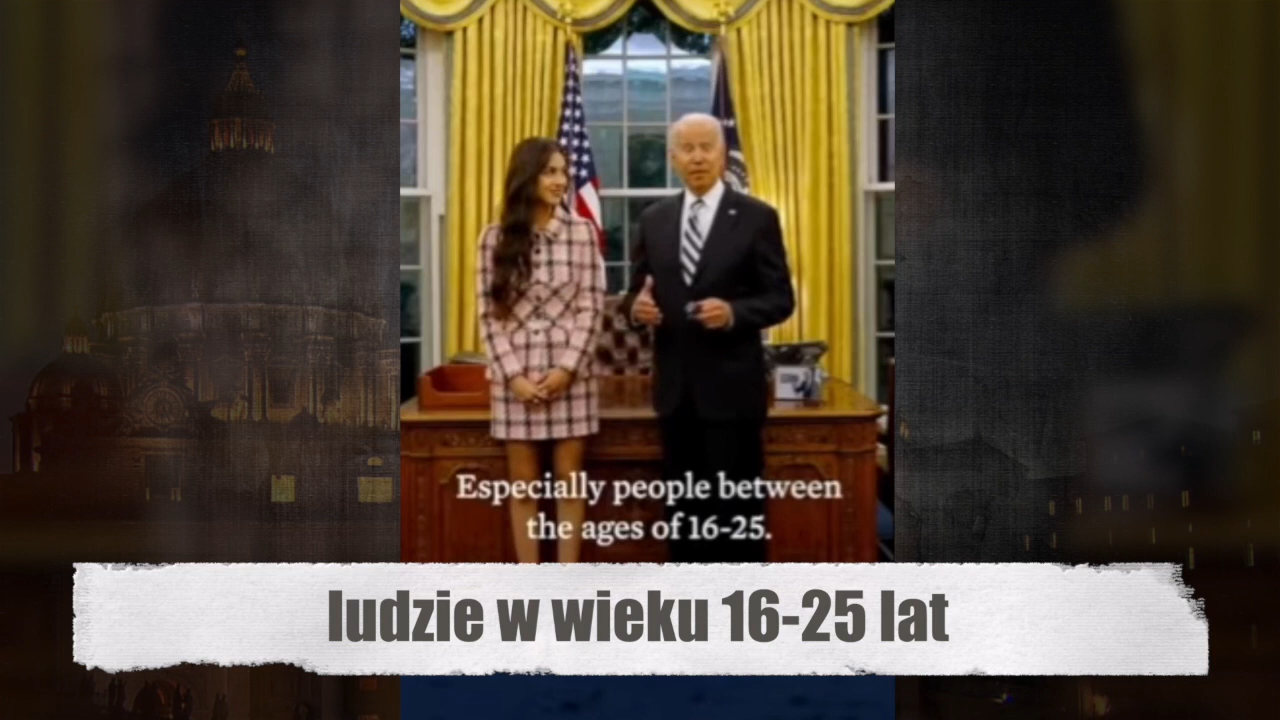 Especially people between
the ages of 16-25.
ludzie w wieku 16-25 lat